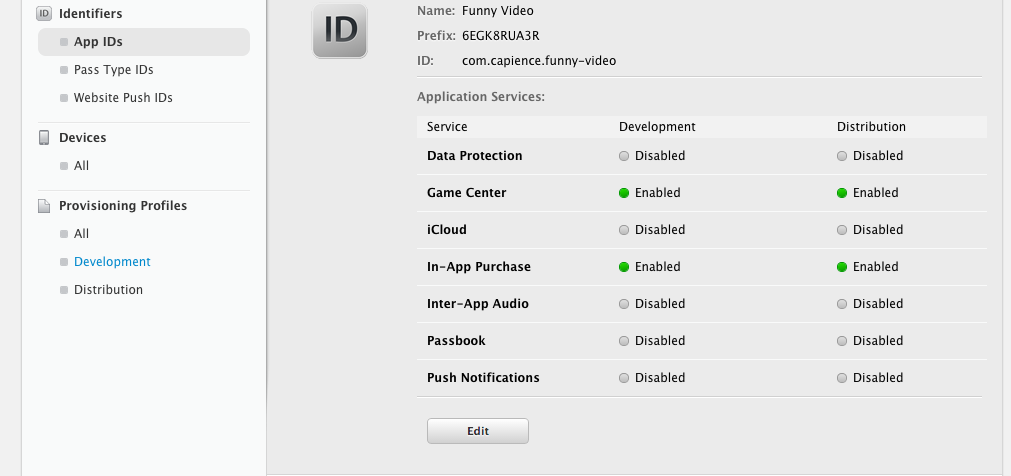 ID Identifiers
App IDs
Pass Type IDs
Website Push IDs
Devices
All
Provisioning Profiles
All
Development
Distribution
ID
Name: Funny Video
Prefix: 6EGK8RUA3R
ID: com.capience.funny-video
Application Services:
Service Development Distribution
Data Protection Disabled Disabled
Game Center Enabled Enabled
iCloud Disabled Disabled
In-App Purchase Enabled Enabled
Inter-App Audio Disabled Disabled
Passbook Disabled Disabled
Push Notifications Disabled Disabled
Edit